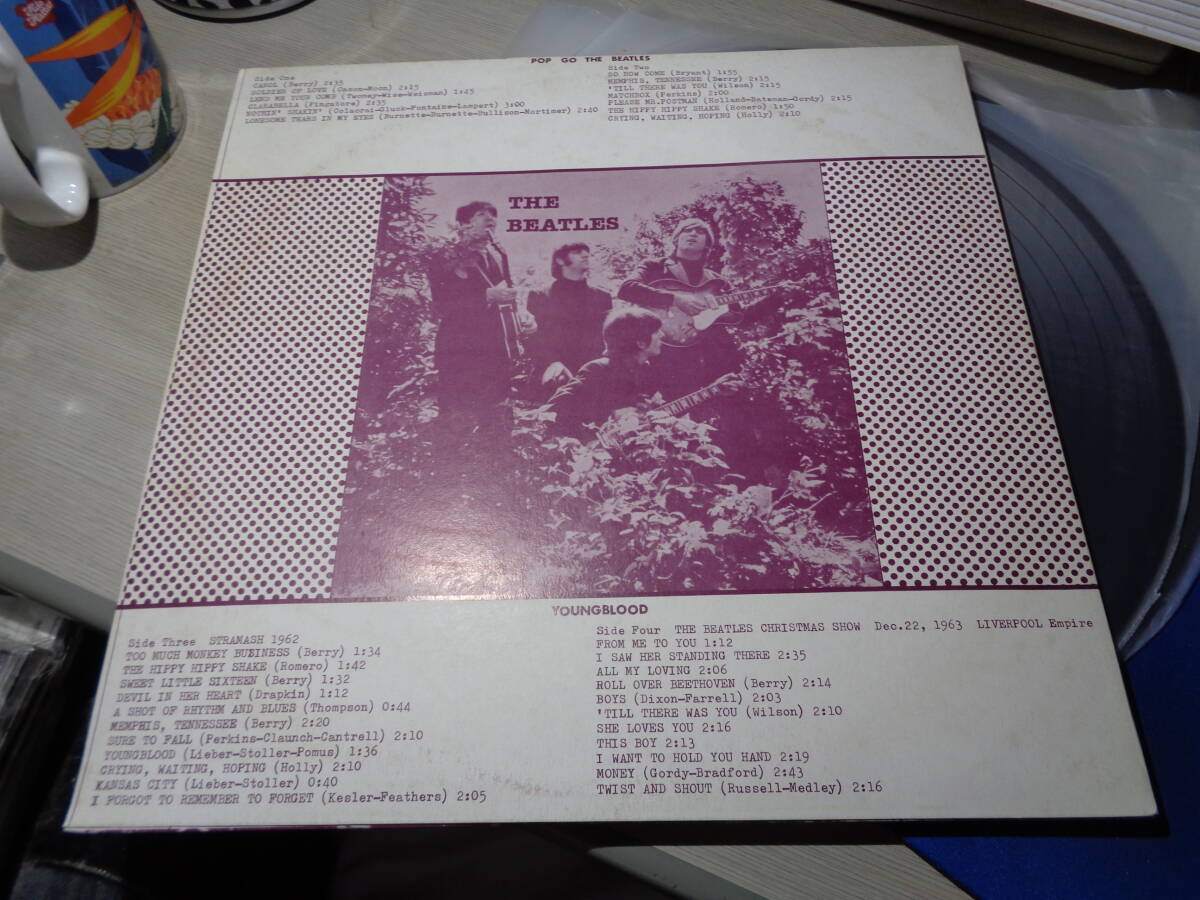 POP GO THE BEATLES
Side One
CAROL (Berry) 2:35
SOLDIER OF LOVE (Cason-Moon) 2:15
LEND ME YOUR COMB (Twomey-Wise-Weisman) 1:45
CLARABELLA (Pingatore) 2:35
NOTHIN' SHAKIN' (Colacrai-Gluck-Fontaine-Lampert) 3:00
LONESOME TEARS IN MY EYES (Burnette-Burnette-Bullison-Mortimer) 2:40
Side Two
SO HOW COME (Bryant) 1:55
MEMPHIS, TENNESSEE (Berry) 2:15
'TILL THERE WAS YOU (Wilson) 2:15
MATCHBOX (Perkins) 2:00
PLEASE MR.POSTMAN (Holland-Bateman-Gordy) 2:15
THE HIPPY HIPPY SHAKE (Romero) 1:50
CRYING, WAITING, HOPING (Holly) 2:10
THE
BEATLES
YOUNGBLOOD
Side Three STRAMASH 1962
TOO MUCH MONKEY BUSINESS (Berry) 1:34
THE HIPPY HIPPY SHAKE (Romero) 1:42
SWEET LITTLE SIXTEEN (Berry) 1:32
DEVIL IN HER HEART (Drapkin) 1:12
A SHOT OF RHYTHM AND BLUES (Thompson) 0:44
MEMPHIS, TENNESSEE (Berry) 2:20
SURE TO FALL (Perkins-Claunch-Cantrell) 2:10
YOUNGBLOOD (Lieber-Stoller-Pomus) 1:36
CRYING, WAITING, HOPING (Holly) 2:10
KANSAS CITY (Lieber-Stoller) 0:40
I FORGOT TO REMEMBER TO FORGET (Kesler-Feathers) 2:05
Side Four THE BEATLES CHRISTMAS SHOW Dec.22, 1963 LIVERPOOL Empire
FROM ME TO YOU 1:12
I SAW HER STANDING THERE 2:35
ALL MY LOVING 2:06
ROLL OVER BEETHOVEN (Berry) 2:14
BOYS (Dixon-Farrell) 2:03
'TILL THERE WAS YOU (Wilson) 2:10
SHE LOVES YOU 2:16
THIS BOY 2:13
I WANT TO HOLD YOU HAND 2:19
MONEY (Gordy-Bradford) 2:43
TWIST AND SHOUT (Russell-Medley) 2:16